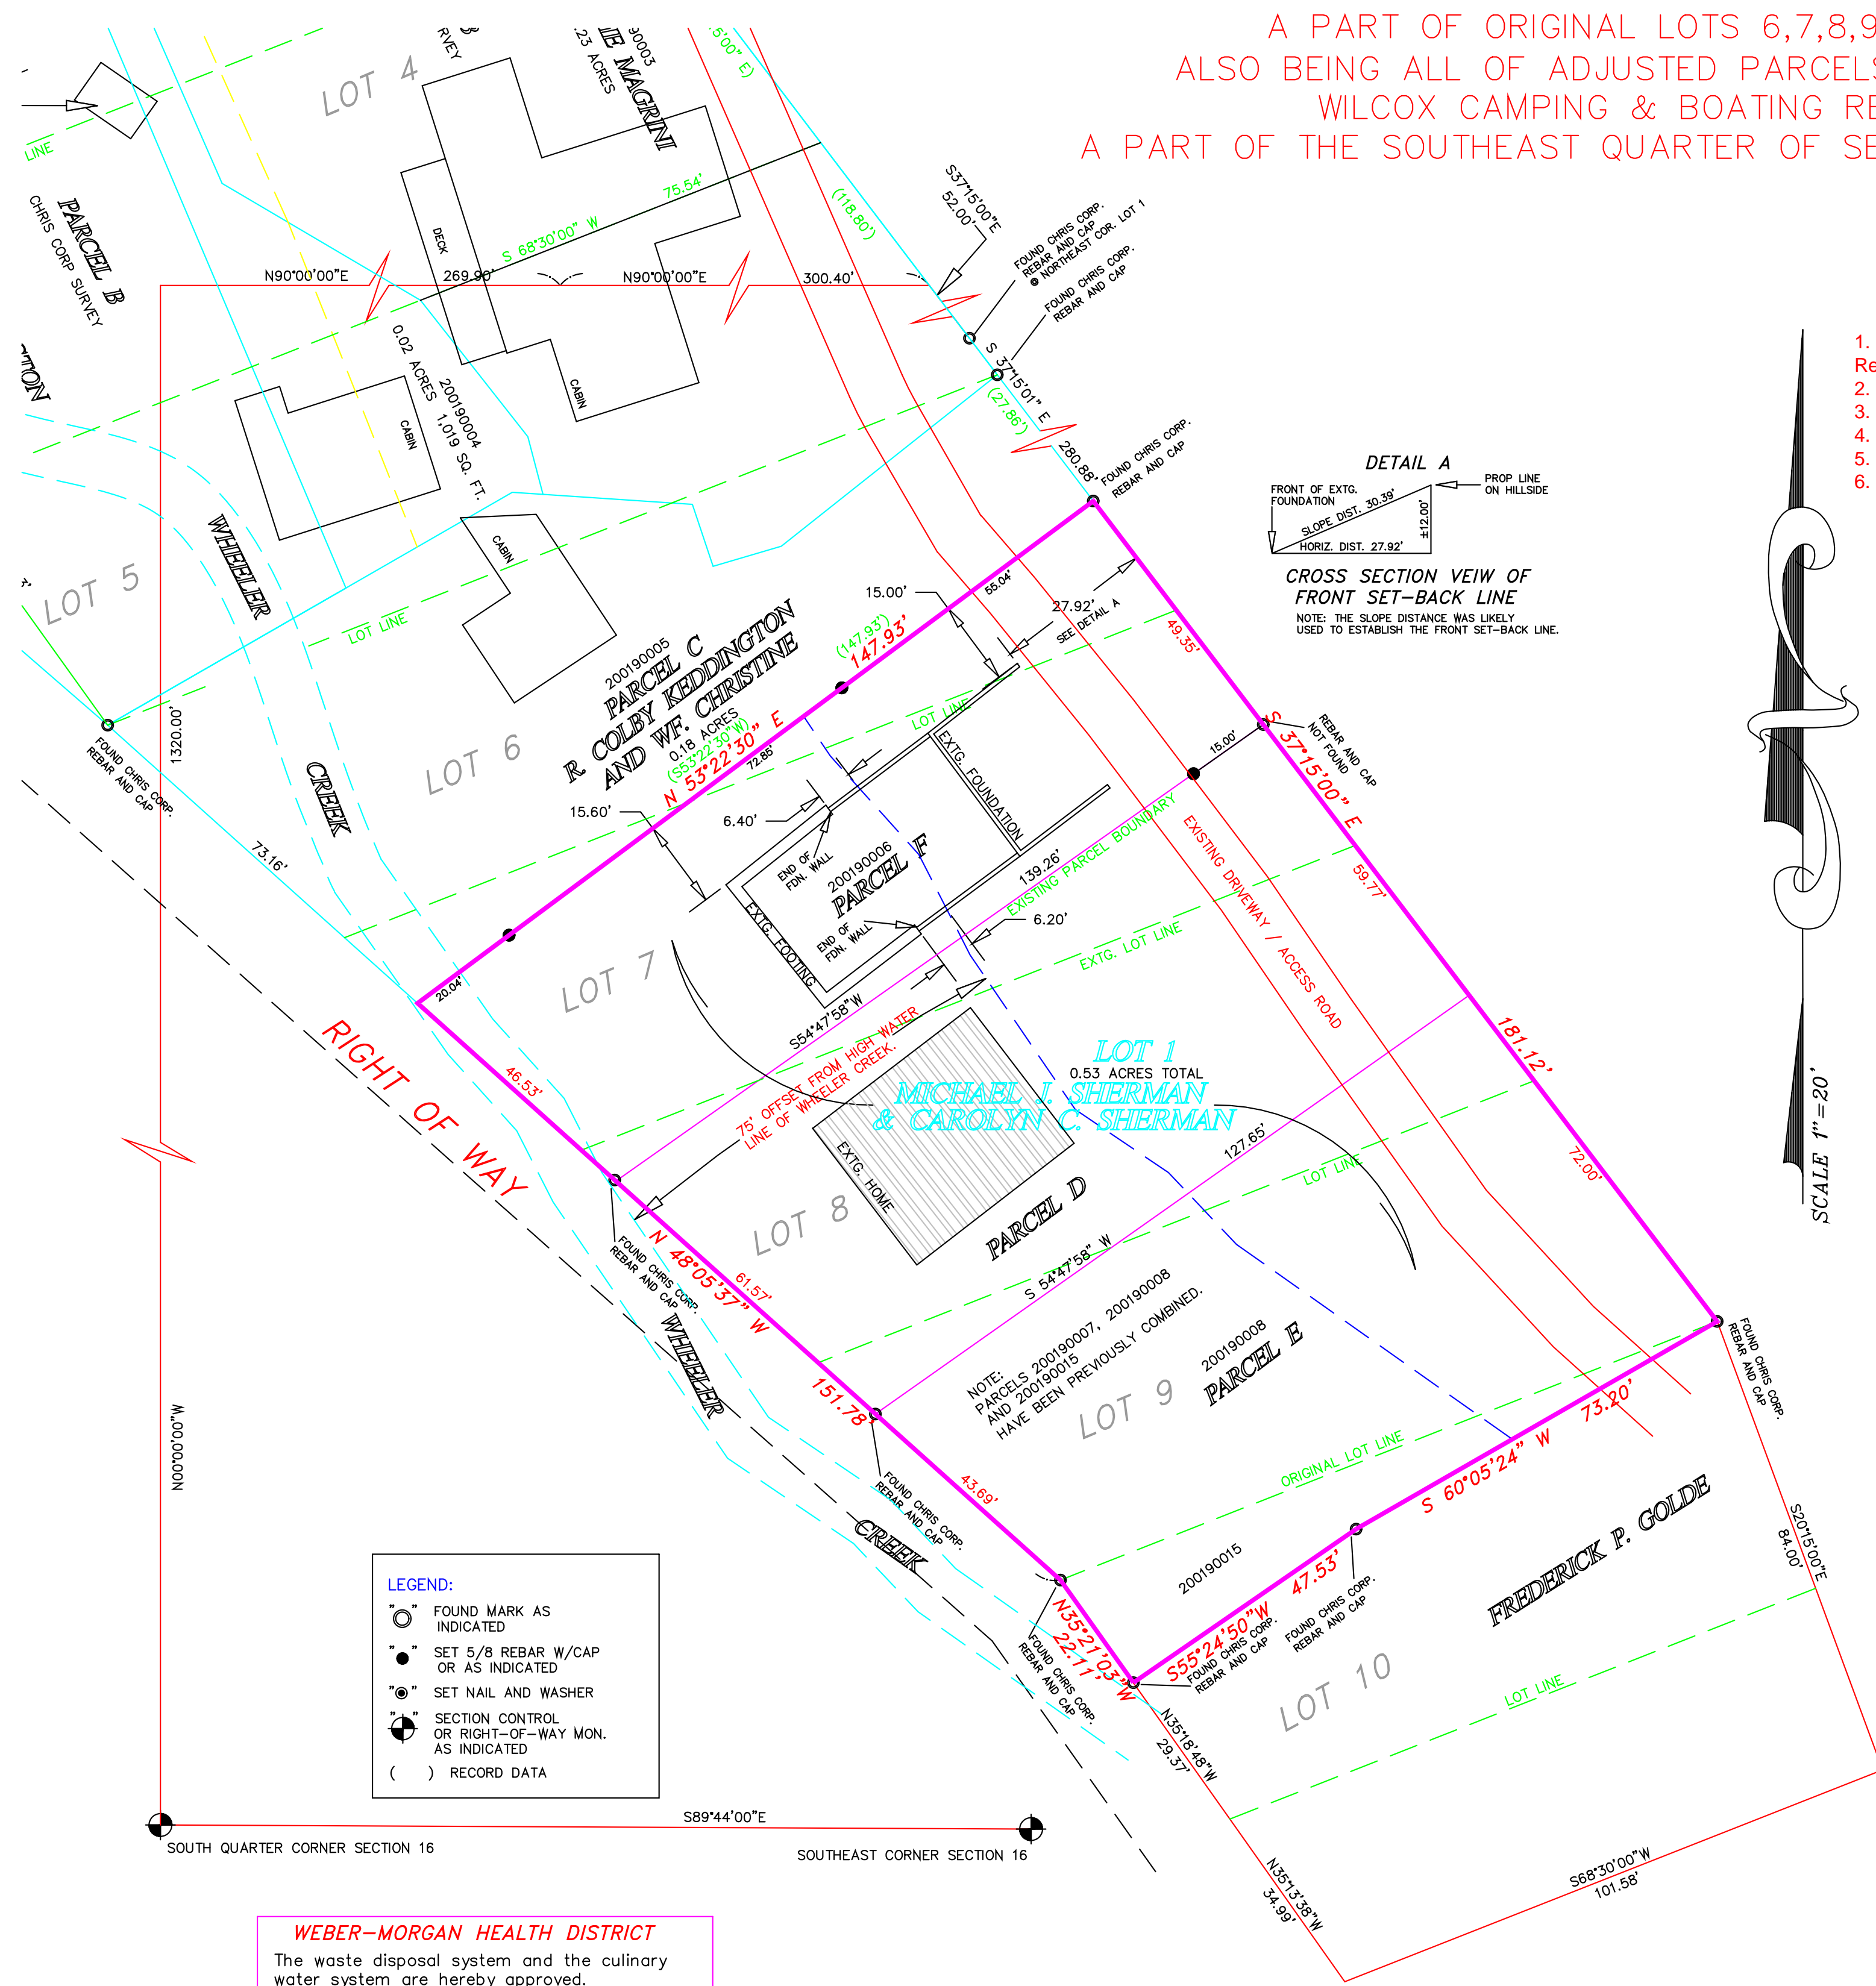 A PART OF ORIGINAL LOTS 6,7,8,9
ALSO BEING ALL OF ADJUSTED PARCELS
WILCOX CAMPING & BOATING RE
A PART OF THE SOUTHEAST QUARTER OF SE
1.
Re
2.
3.
4.
5.
6.
LOT 4
RVEY
IE MAGRINI
90003
.23 ACRES
5'00" E)
LINE
PARCEL B
CHRIS CORP SURVEY
DECK
75.54'
S 68°30'00" W
(118.80')
S37°15'00"E
52.00'
FOUND CHRIS CORP.
REBAR AND CAP
@ NORTHEAST COR. LOT 1
FOUND CHRIS CORP.
REBAR AND CAP
N90°00'00"E
269.90'
N90°00'00"E
300.40'
CABIN
CABIN
200190004
0.02 ACRES 1,019 SQ. FT.
S 37°15'01" E
(27.86')
280.88'
FOUND CHRIS CORP.
REBAR AND CAP
DETAIL A
FRONT OF EXTG.
FOUNDATION
PROP LINE
ON HILLSIDE
SLOPE DIST. 30.39'
±12.00'
HORIZ. DIST. 27.92'
CROSS SECTION VEIW OF
FRONT SET-BACK LINE
NOTE: THE SLOPE DISTANCE WAS LIKELY
USED TO ESTABLISH THE FRONT SET-BACK LINE.
LOT 5
WHEELER
CABIN
LOT LINE
1320.00'
FOUND CHRIS CORP.
REBAR AND CAP
73.16'
CREEK
LOT 6
200190005
PARCEL C
R. COLBY KEDDINGTON
AND WF. CHRISTINE
0.18 ACRES
(S53°22'30"W)
N 53°22'30" E
72.85'
(147.93')
147.93'
55.04'
15.00'
27.92'
SEE DETAIL A
49.35'
LOT LINE
REBAR AND CAP
NOT FOUND
15.00'
S 37°15'00" E
15.60'
6.40'
EXTG. FOUNDATION
END OF
FDN. WALL
200190006
PARCEL F
END OF
FDN. WALL
EXTG. FOOTING
139.26'
EXISTING PARCEL BOUNDARY
6.20'
EXISTING DRIVEWAY / ACCESS ROAD
59.77'
EXTG. LOT LINE
LOT 7
20.04'
S54°47'58"W
46.53'
RIGHT OF WAY
75' OFFSET FROM HIGH WATER
LINE OF WHEELER CREEK.
LOT 1
0.53 ACRES TOTAL
MICHAEL J. SHERMAN
& CAROLYN C. SHERMAN
181.12'
72.00'
127.65'
LOT LINE
EXTG. HOME
LOT 8
PARCEL D
S 54°47'58" W
SCALE 1"=20'
FOUND CHRIS CORP.
REBAR AND CAP
N 48°05'37" W
61.57'
151.78'
WHEELER
NOTE:
PARCELS 200190007, 200190008
AND 200190015
HAVE BEEN PREVIOUSLY COMBINED.
200190008
PARCEL E
LOT 9
FOUND CHRIS CORP.
REBAR AND CAP
73.20'
S 60°05'24" W
ORIGINAL LOT LINE
N00°00'00"W
43.69'
FOUND CHRIS CORP.
REBAR AND CAP
CREEK
200190015
47.53'
S55°24'50"W
FOUND CHRIS CORP.
REBAR AND CAP
FOUND CHRIS CORP.
REBAR AND CAP
N35°21'03"W
22.11'
FOUND CHRIS CORP.
REBAR AND CAP
FREDERICK P. GOLDE
S20°15'00"E
84.00'
LOT 10
LOT LINE
N35°18'48"W
29.37'
LEGEND:
" " FOUND MARK AS
INDICATED
" " SET 5/8 REBAR W/CAP
OR AS INDICATED
" " SET NAIL AND WASHER
" " SECTION CONTROL
OR RIGHT-OF-WAY MON.
AS INDICATED
( ) RECORD DATA
S89°44'00"E
SOUTH QUARTER CORNER SECTION 16
SOUTHEAST CORNER SECTION 16
N35°13'38"W
34.99'
S68°30'00"W
101.58'
WEBER-MORGAN HEALTH DISTRICT
The waste disposal system and the culinary
water system are hereby approved.